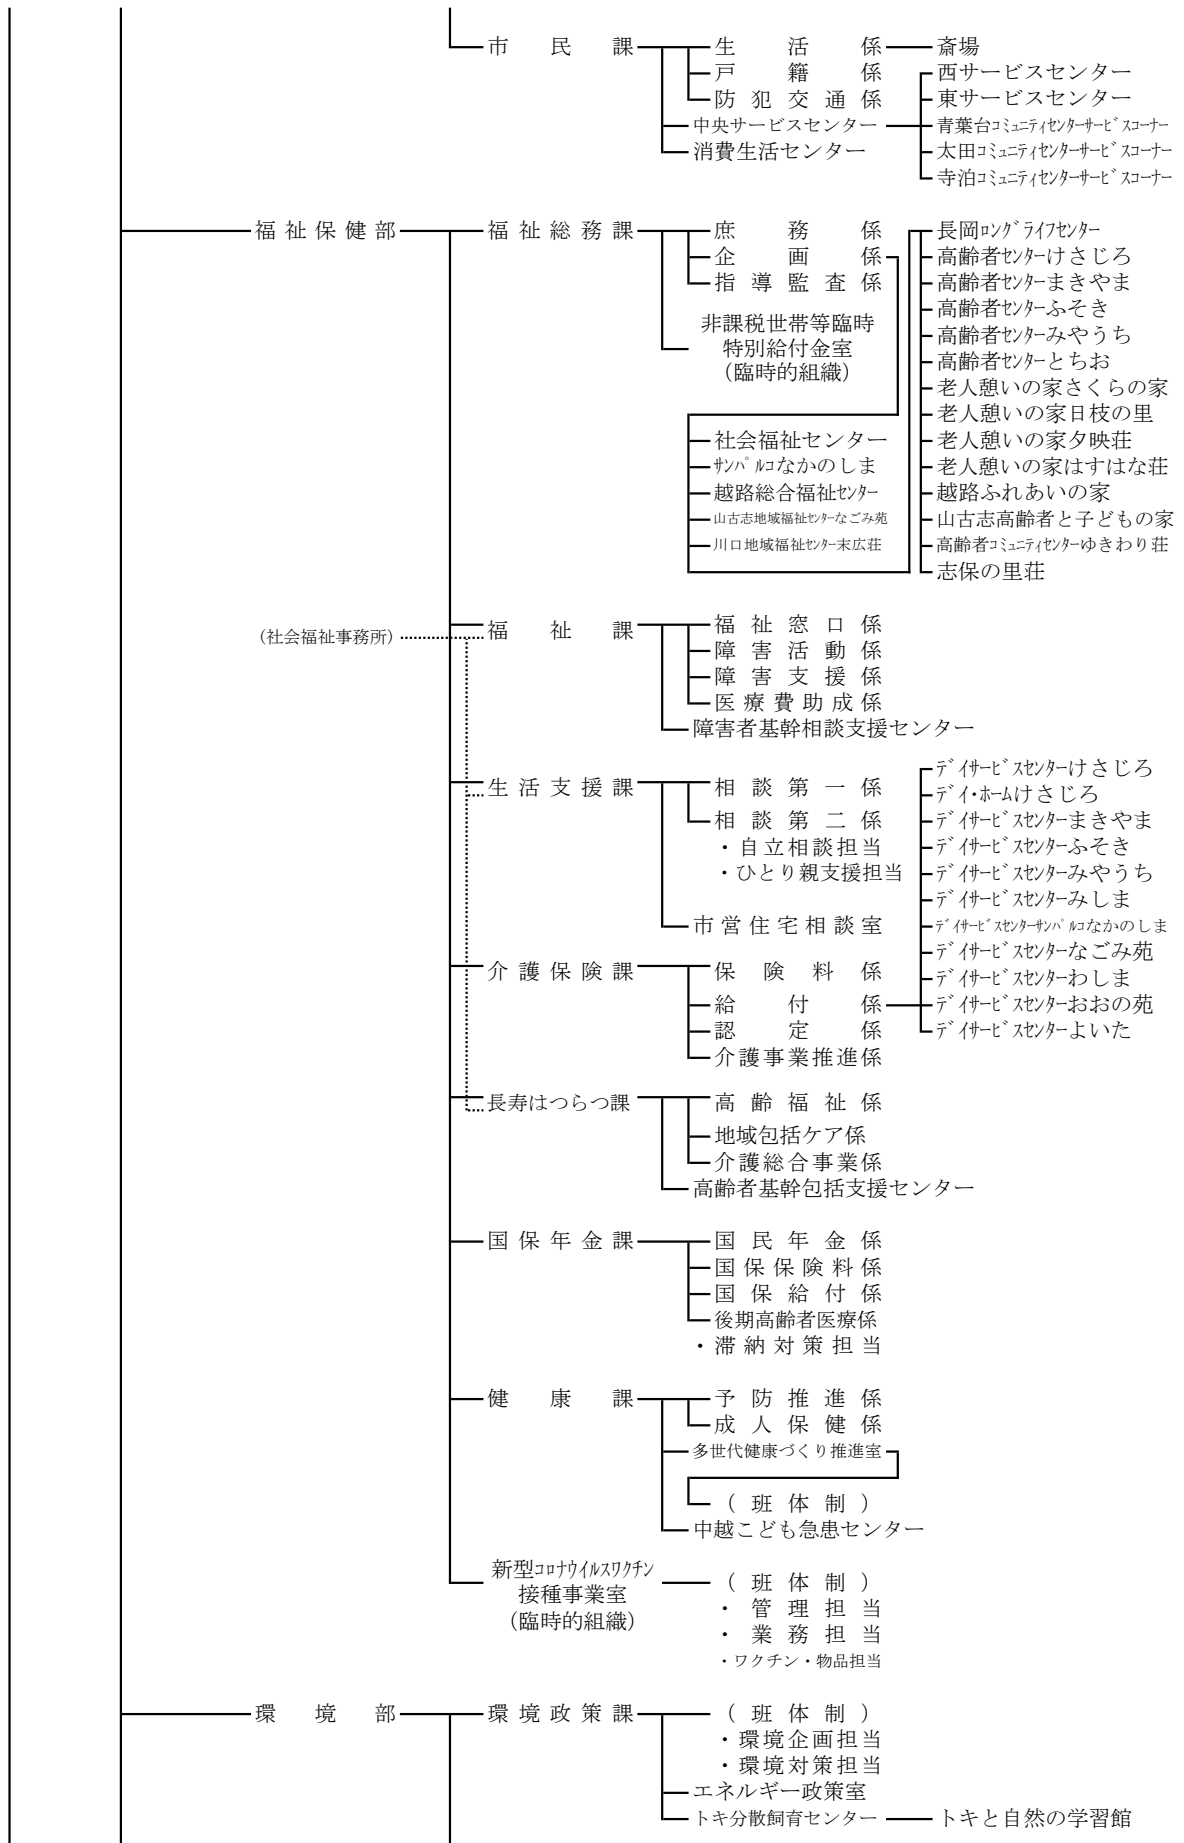 市民課
生活係
斎場
戸籍係
防犯交通係
中央サービスセンター
西サービスセンター
東サービスセンター
青葉台コミュニティセンターサービスコーナー
太田コミュニティセンターサービスコーナー
寺泊コミュニティセンターサービスコーナー
消費生活センター
福祉保健部
福祉総務課
庶務係
企画係
指導監査係
非課税世帯等臨時
特別給付金室
(臨時的組織)
社会福祉センター
サンパルコなかのしま
越路総合福祉センター
山古志地域福祉センターなごみ苑
川口地域福祉センター末広荘
長岡ロングライフセンター
高齢者センターけさじろ
高齢者センターまきやま
高齢者センターふそき
高齢者センターみやうち
高齢者センターとちお
老人憩いの家さくらの家
老人憩いの家日枝の里
老人憩いの家夕映荘
老人憩いの家はすはな荘
越路ふれあいの家
山古志高齢者と子どもの家
高齢者コミュニティセンターゆきわり荘
志保の里荘
(社会福祉事務所)
福祉課
福祉窓口係
障害活動係
障害支援係
医療費助成係
障害者基幹相談支援センター
生活支援課
相談第一係
相談第二係
・自立相談担当
・ひとり親支援担当
市営住宅相談室
介護保険課
保険料係
給付係
認定係
介護事業推進係
デイサービスセンターけさじろ
デイ・ホームけさじろ
デイサービスセンターまきやま
デイサービスセンターふそき
デイサービスセンターみやうち
デイサービスセンターみしま
デイサービスセンターサンパルコなかのしま
デイサービスセンターなごみ苑
デイサービスセンターわしま
デイサービスセンターおおの苑
デイサービスセンターよいた
長寿はつらつ課
高齢福祉係
地域包括ケア係
介護総合事業係
高齢者基幹包括支援センター
国保年金課
国民年金係
国保保険料係
国保給付係
後期高齢者医療係
・滞納対策担当
健康課
予防推進係
成人保健係
多世代健康づくり推進室
(班体制)
中越こども急患センター
新型コロナウイルスワクチン
接種事業室
(臨時的組織)
(班体制)
・管理担当
・業務担当
・ワクチン・物品担当
環境部
環境政策課
(班体制)
・環境企画担当
・環境対策担当
エネルギー政策室
トキ分散飼育センター
トキと自然の学習館